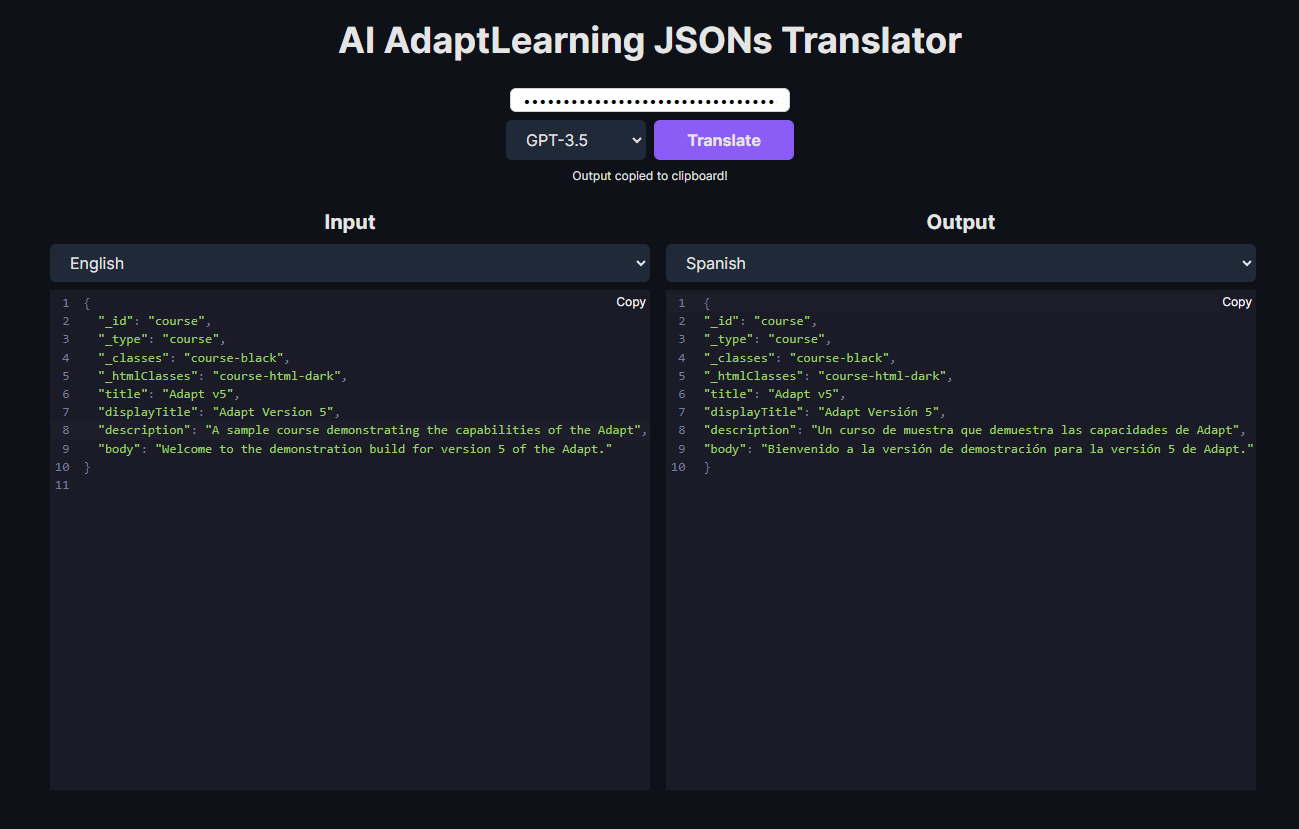 AI AdaptLearning JSONs Translator
••••••••••••••••••••••••••••••••
GPT-3.5
Translate
Output copied to clipboard!
Input
English
Copy
1 {
2 "_id": "course",
3 "_type": "course",
4 "_classes": "course-black",
5 "_htmlClasses": "course-html-dark",
6 "title": "Adapt v5",
7 "displayTitle": "Adapt Version 5",
8 "description": "A sample course demonstrating the capabilities of the Adapt",
9 "body": "Welcome to the demonstration build for version 5 of the Adapt."
10 }
11
Output
Spanish
Copy
1 {
2 "_id": "course",
3 "_type": "course",
4 "_classes": "course-black",
5 "_htmlClasses": "course-html-dark",
6 "title": "Adapt v5",
7 "displayTitle": "Adapt Versión 5",
8 "description": "Un curso de muestra que demuestra las capacidades de Adapt",
9 "body": "Bienvenido a la versión de demostración para la versión 5 de Adapt."
10 }